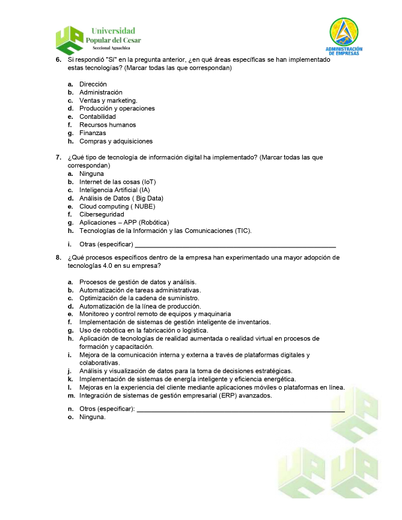 Universidad
Popular del Cesar
Seccional Aguachica
ADMINISTRACIÓN
DE EMPRESAS
6. Si respondió "Sí" en la pregunta anterior, ¿en qué áreas específicas se han implementado
estas tecnologías? (Marcar todas las que correspondan)
a. Dirección
b. Administración
c. Ventas y marketing.
d. Producción y operaciones
e. Contabilidad
f. Recursos humanos
g. Finanzas
h. Compras y adquisiciones
7. ¿Qué tipo de tecnología de información digital ha implementado? (Marcar todas las que
correspondan)
a. Ninguna
b. Internet de las cosas (IoT)
c. Inteligencia Artificial (IA)
d. Análisis de Datos ( Big Data)
e. Cloud computing ( NUBE)
f. Ciberseguridad
g. Aplicaciones – APP (Robótica)
h. Tecnologías de la Información y las Comunicaciones (TIC).
i. Otras (especificar)
8. ¿Qué procesos específicos dentro de la empresa han experimentado una mayor adopción de
tecnologías 4.0 en su empresa?
a. Procesos de gestión de datos y análisis.
b. Automatización de tareas administrativas.
c. Optimización de la cadena de suministro.
d. Automatización de la línea de producción.
e. Monitoreo y control remoto de equipos y maquinaria
f. Implementación de sistemas de gestión inteligente de inventarios.
g. Uso de robótica en la fabricación o logística.
h. Aplicación de tecnologías de realidad aumentada o realidad virtual en procesos de
formación y capacitación.
i. Mejora de la comunicación interna y externa a través de plataformas digitales y
colaborativas.
j. Análisis y visualización de datos para la toma de decisiones estratégicas.
k. Implementación de sistemas de energía inteligente y eficiencia energética.
l. Mejoras en la experiencia del cliente mediante aplicaciones móviles o plataformas en línea.
m. Integración de sistemas de gestión empresarial (ERP) avanzados.
n. Otros (especificar):
o. Ninguna.